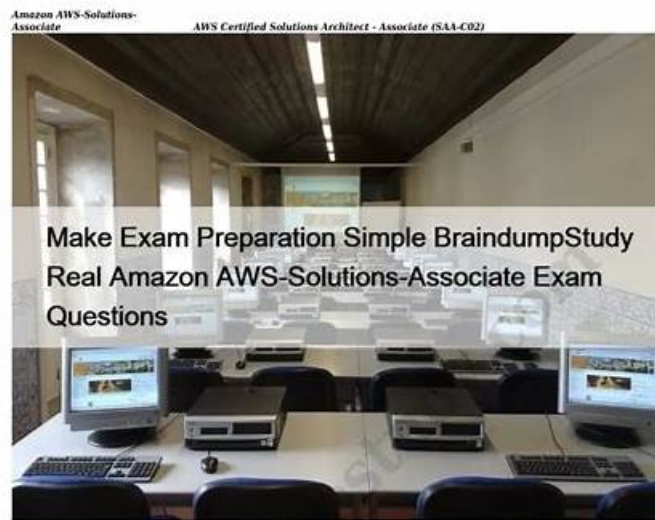 Amazon AWS-Solutions-
Associate
AWS Certified Solutions Architect - Associate (SAA-C02)
Make Exam Preparation Simple BraindumpStudy
Real Amazon AWS-Solutions-Associate Exam
Questions